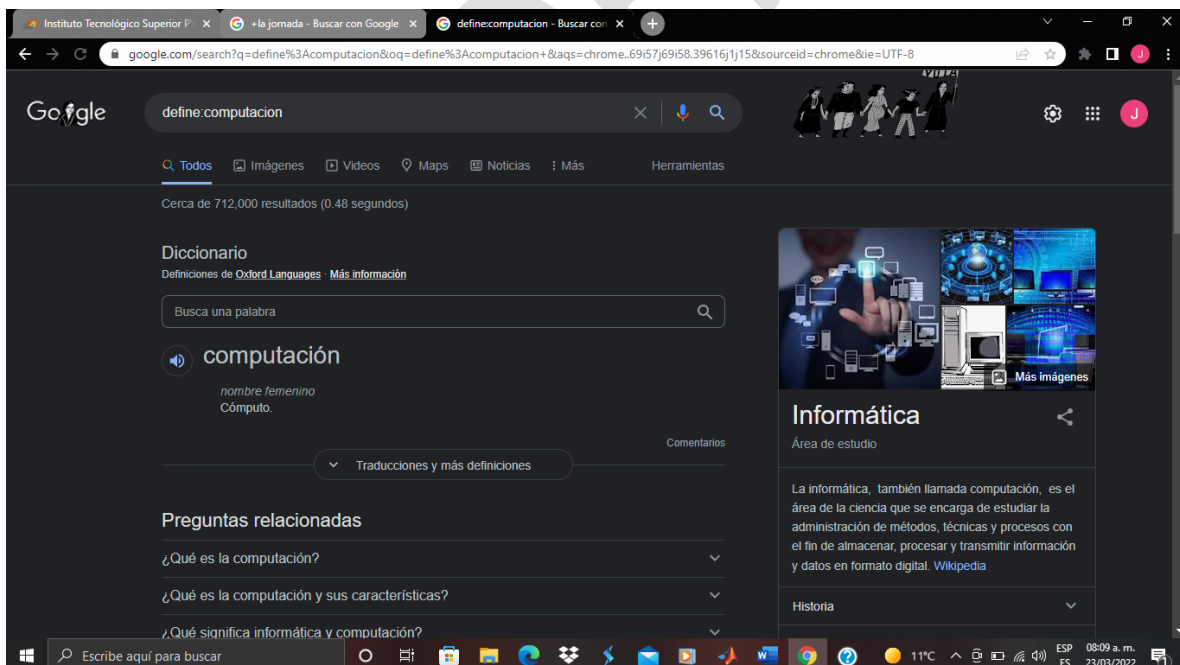 Instituto Tecnológico Superior P
+la jornada - Buscar con Google
define:computacion - Buscar con
google.com/search?q=define%3Acomputacion&oq=define%3Acomputacion+&aqs=chrome..69i57j69i58.39616j1j15&sourceid=chrome&ie=UTF-8
J
Google
define:computacion
J
Todos Imágenes Videos Maps Noticias Más Herramientas
Cerca de 712,000 resultados (0.48 segundos)
Diccionario
Definiciones de Oxford Languages · Más información
Busca una palabra
computación
nombre femenino
Cómputo.
Comentarios
Traducciones y más definiciones
Preguntas relacionadas
¿Qué es la computación?
¿Qué es la computación y sus características?
¿Qué significa informática y computación?
Más imágenes
Informática
Área de estudio
La informática, también llamada computación, es el
área de la ciencia que se encarga de estudiar la
administración de métodos, técnicas y procesos con
el fin de almacenar, procesar y transmitir información
y datos en formato digital. Wikipedia
Historia
Escribe aquí para buscar
11°C
ESP
ES
08:09 a. m.
23/03/2022